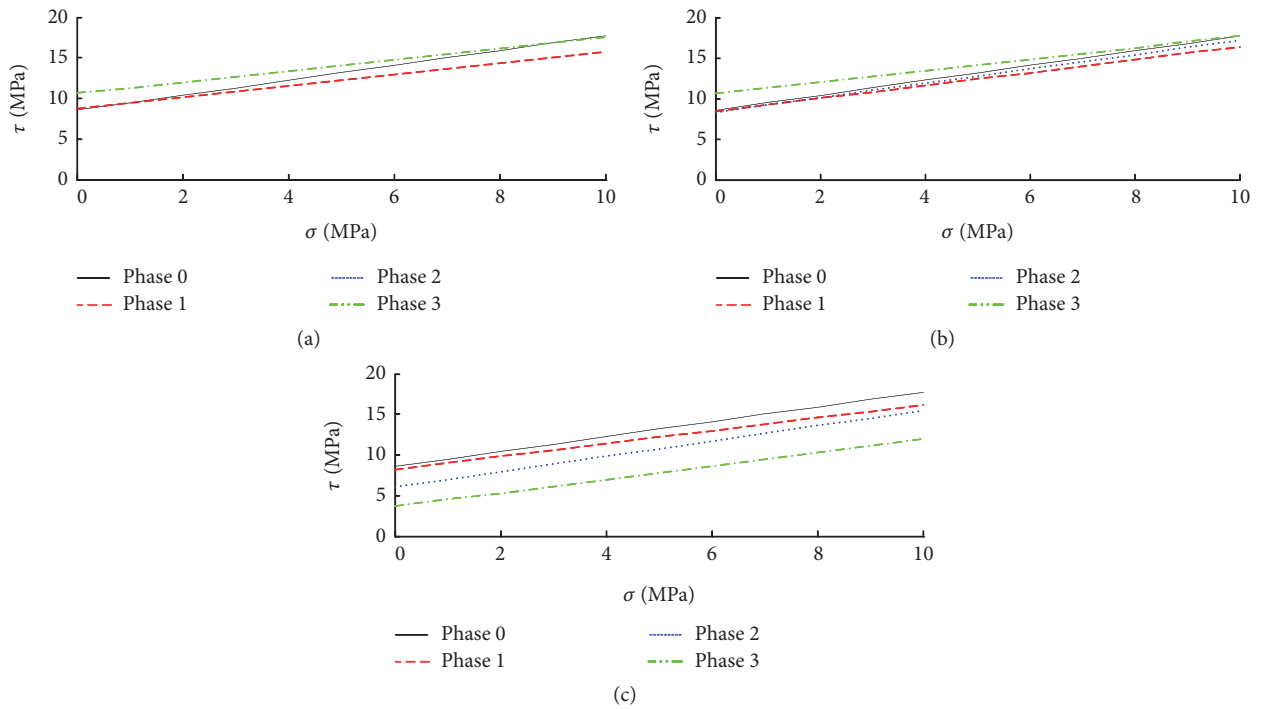 20
15
10
5
0
τ (MPa)
0 2 4 6 8 10
σ (MPa)
Phase 0
Phase 1
Phase 2
Phase 3
(a)
20
15
10
5
0
τ (MPa)
0 2 4 6 8 10
σ (MPa)
Phase 0
Phase 1
Phase 2
Phase 3
(b)
20
15
10
5
0
τ (MPa)
0 2 4 6 8 10
σ (MPa)
Phase 0
Phase 1
Phase 2
Phase 3
(c)